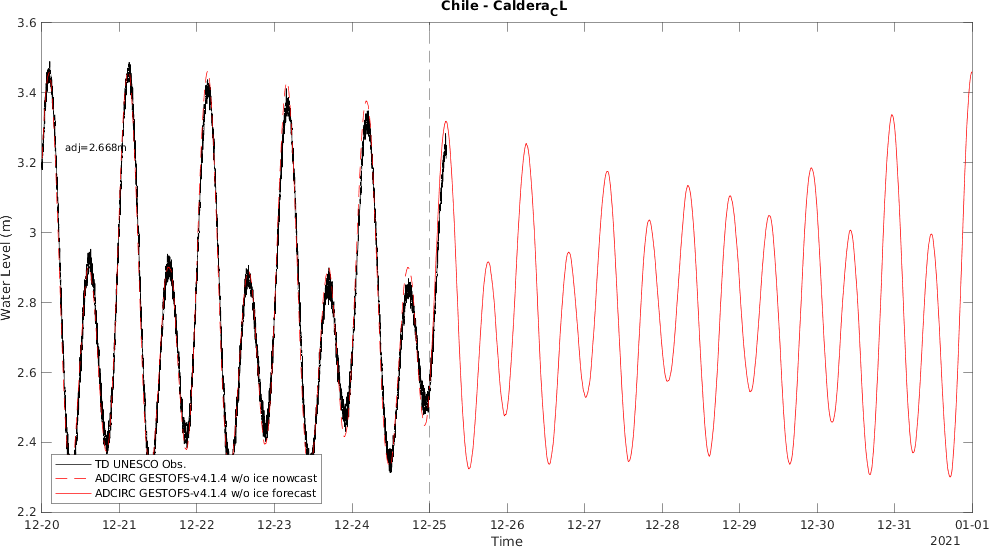 Chile - Caldera_CL
3.6
3.4
3.2
3
2.8
2.6
2.4
2.2
Water Level (m)
adj=2.668m
TD UNESCO Obs.
ADCIRC GESTOFS-v4.1.4 w/o ice nowcast
ADCIRC GESTOFS-v4.1.4 w/o ice forecast
12-20 12-21 12-22 12-23 12-24 12-25 12-26 12-27 12-28 12-29 12-30 12-31 01-01
Time
2021